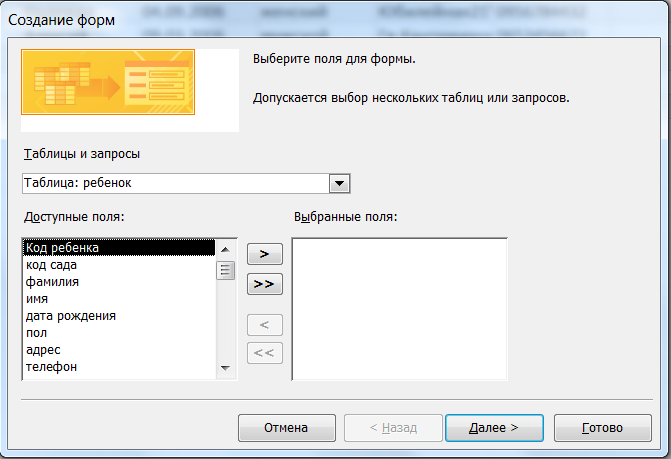 Создание форм
Выберите поля для формы.
Допускается выбор нескольких таблиц или запросов.
Таблицы и запросы
Таблица: ребенок
Доступные поля:
Выбранные поля:
Код ребенка
код сада
фамилия
имя
дата рождения
пол
адрес
телефон
>
>>
<
<<
Отмена
< Назад
Далее >
Готово